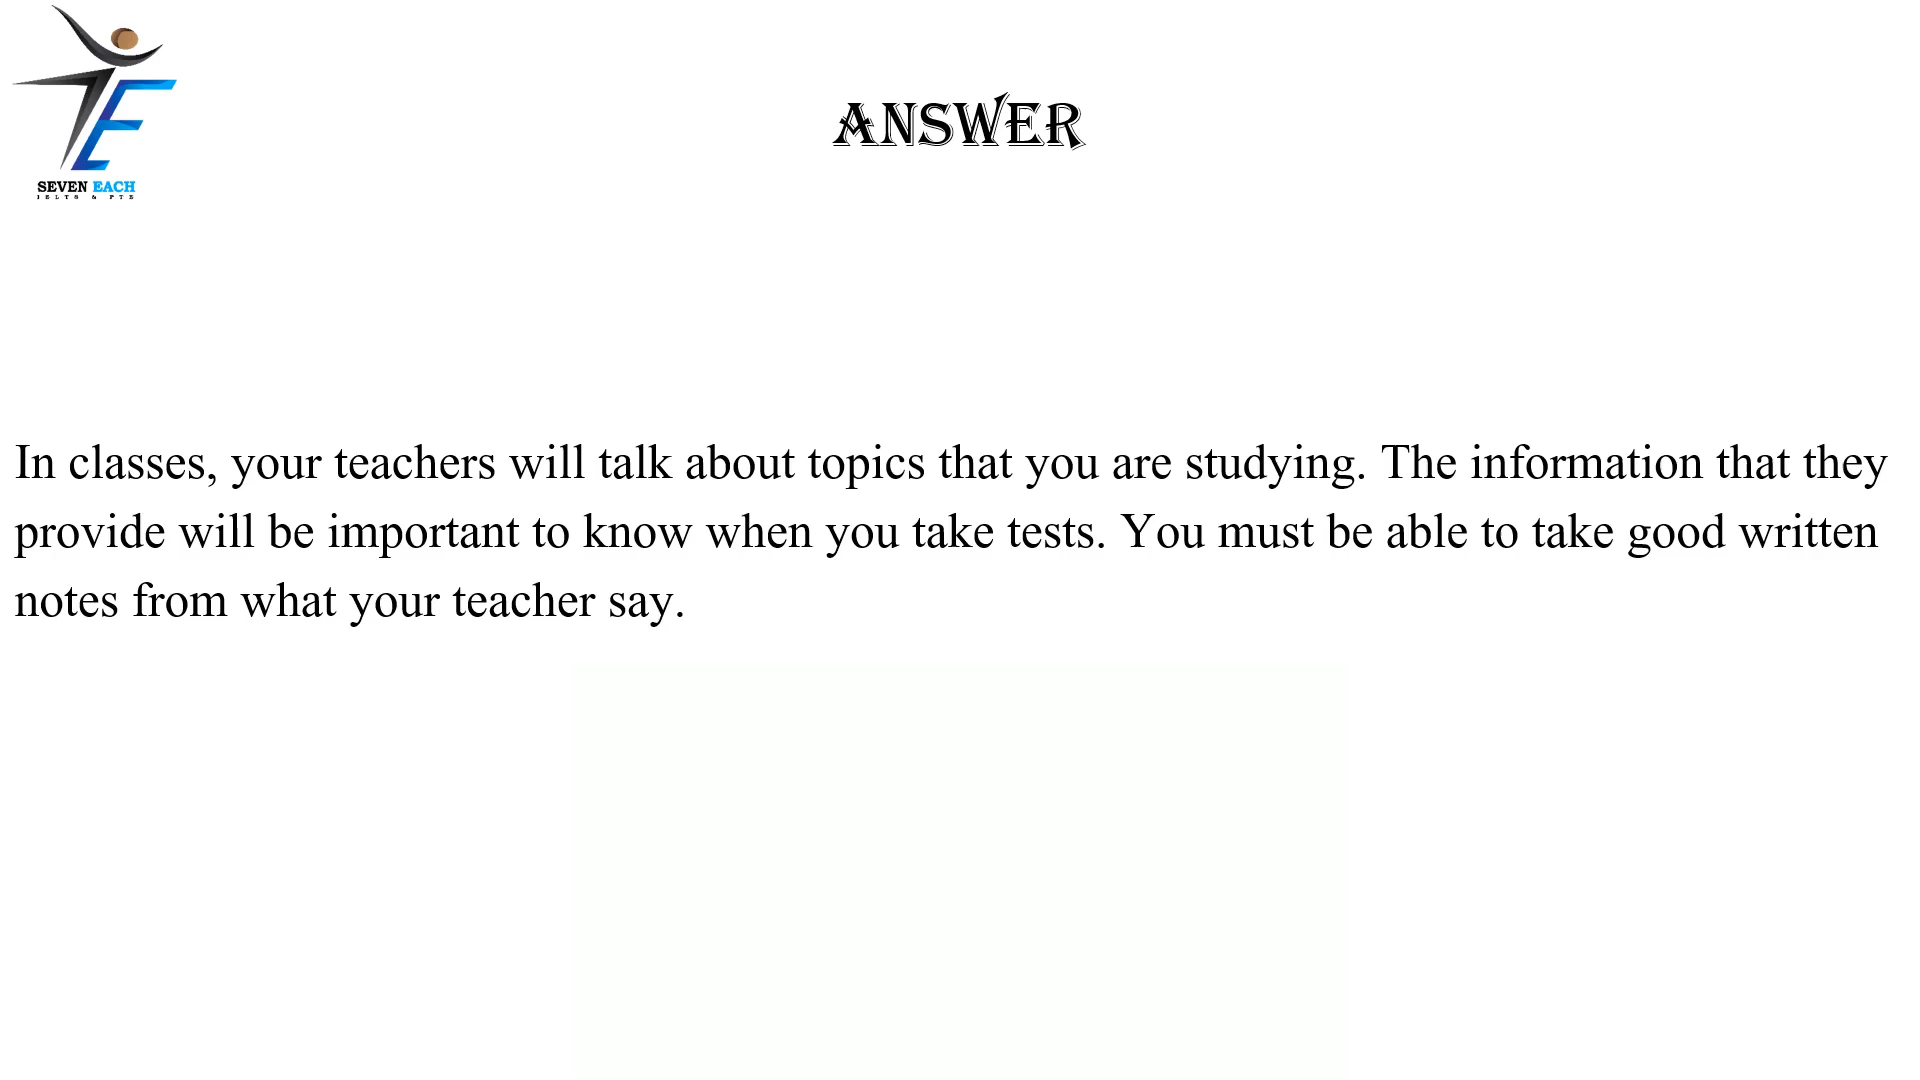 SEVEN EACH
IELTS & PTE
ANSWER
In classes, your teachers will talk about topics that you are studying. The information that they
provide will be important to know when you take tests. You must be able to take good written
notes from what your teacher say.